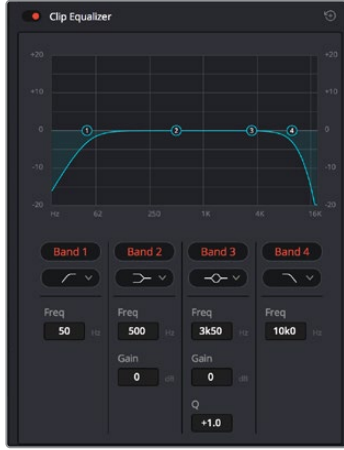 Clip Equalizer
+20 +20
+10 +10
0 0
1 2 3 4
-10 -10
-20 -20
Hz 62 250 1K 4K 16K
Band 1 Band 2 Band 3 Band 4
Freq Freq Freq Freq
50 Hz 500 Hz 3k50 Hz 10k0 Hz
Gain Gain
0 dB 0 dB
Q
+1.0